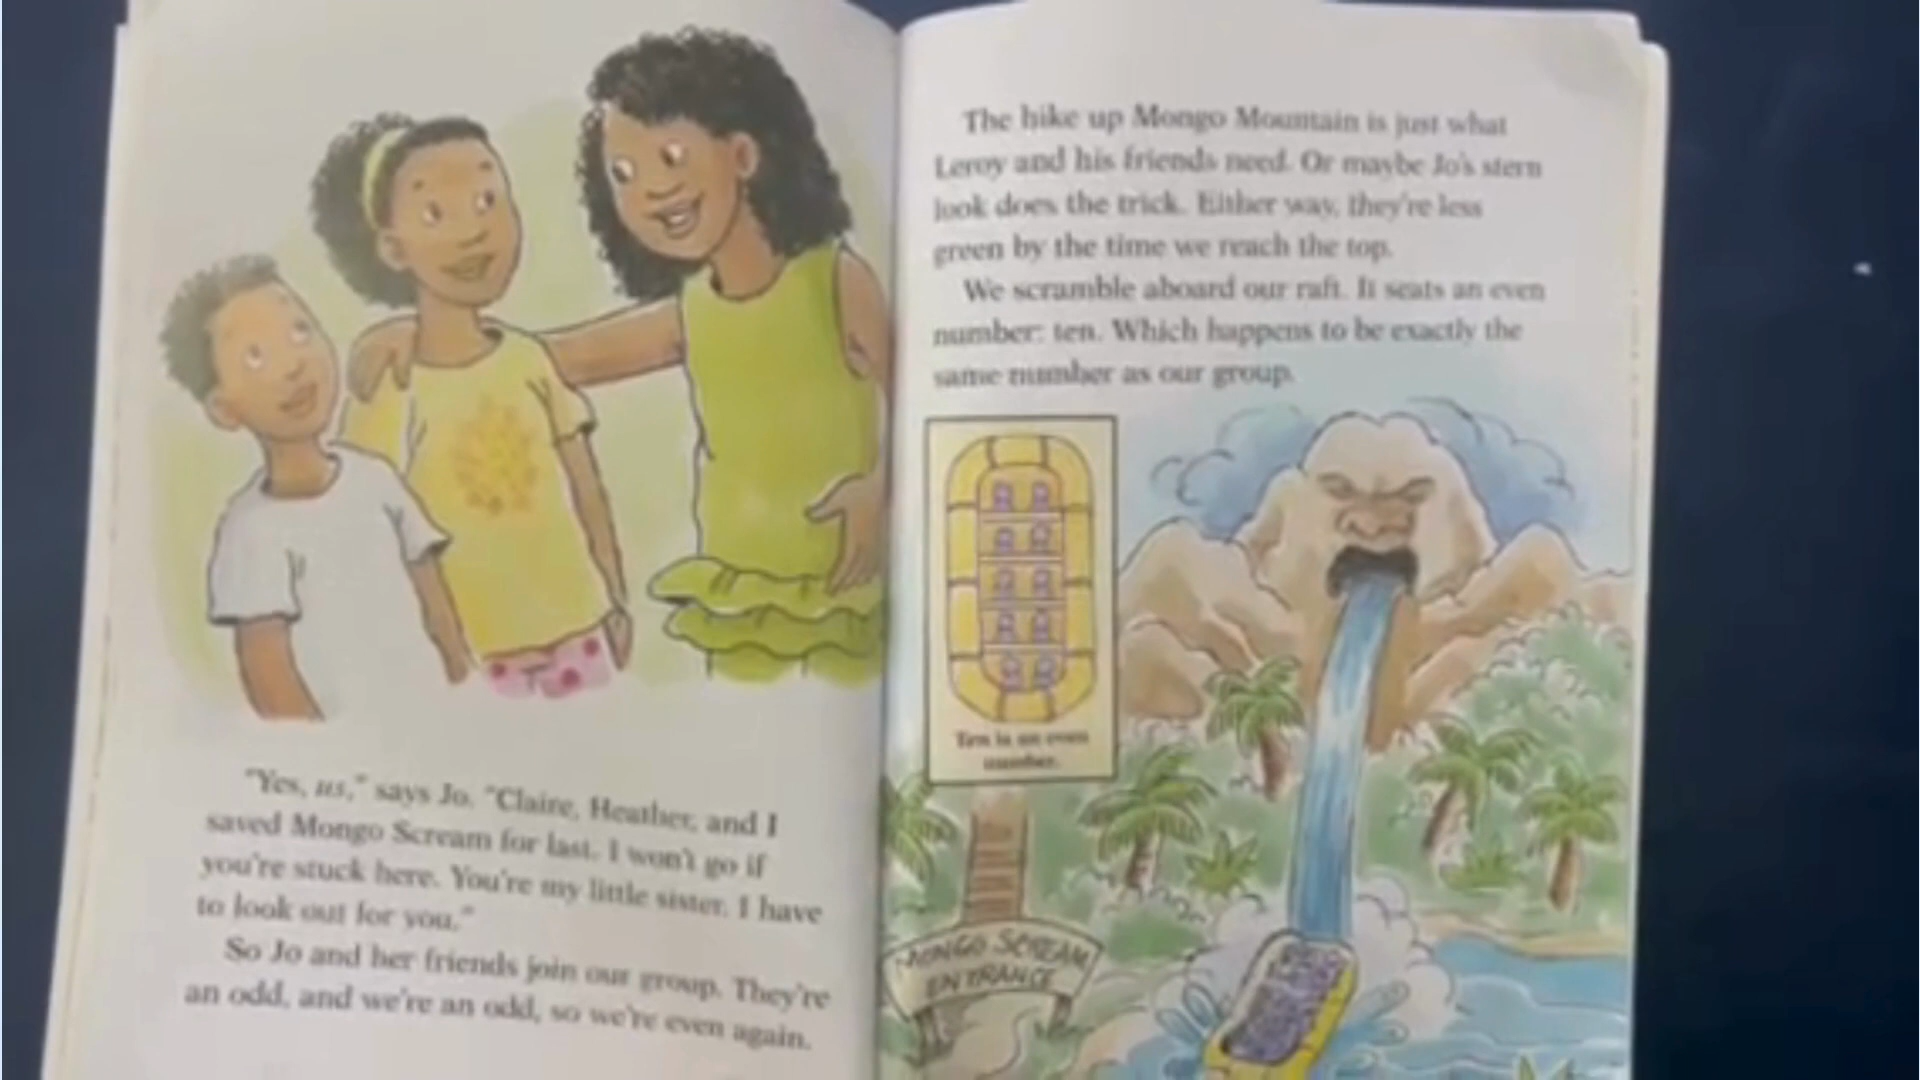 "Yes, us," says Jo. "Claire, Heather, and I
saved Mongo Scream for last. I won't go if
you're stuck here. You're my little sister. I have
to look out for you."
So Jo and her friends join our group. They're
an odd, and we're an odd, so we're even again.
The hike up Mongo Mountain is just what
Leroy and his friends need. Or maybe Jo's stern
look does the trick. Either way, they're less
green by the time we reach the top.
We scramble aboard our raft. It seats an even
number: ten. Which happens to be exactly the
same number as our group.
Ten is an even
number.
MONGO SCREAM
ENTRANCE